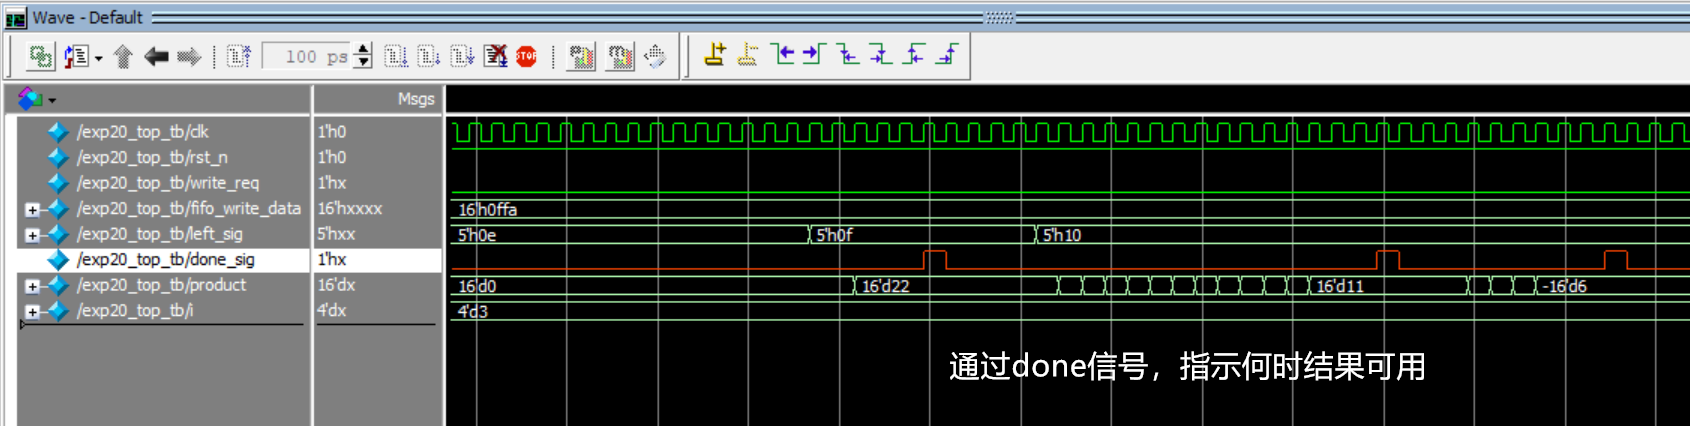 Wave - Default
100 ps
STOP
Msgs
/exp20_top_tb/clk 1'h0
/exp20_top_tb/rst_n 1'h0
/exp20_top_tb/write_req 1'hx
/exp20_top_tb/fifo_write_data 16'hxxxx 16'h0ffa
/exp20_top_tb/left_sig 5'hxx 5'h0e 5'h0f 5'h10
/exp20_top_tb/done_sig 1'hx
/exp20_top_tb/product 16'dx 16'd0 16'd22 16'd11 -16'd6
/exp20_top_tb/i 4'dx 4'd3
通过done信号，指示何时结果可用